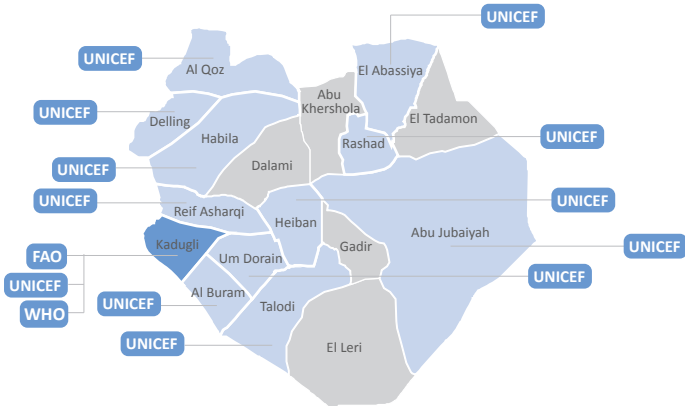 UNICEF
UNICEF
Al Qoz
El Abassiya
Abu
Khershola
UNICEF
Delling
El Tadamon
Habila
Rashad
UNICEF
UNICEF
Dalami
UNICEF
Reif Asharqi
UNICEF
Heiban
Abu Jubaiyah
Kadugli
Gadir
UNICEF
FAO
Um Dorain
UNICEF
UNICEF
Al Buram
UNICEF
Talodi
WHO
UNICEF
El Leri